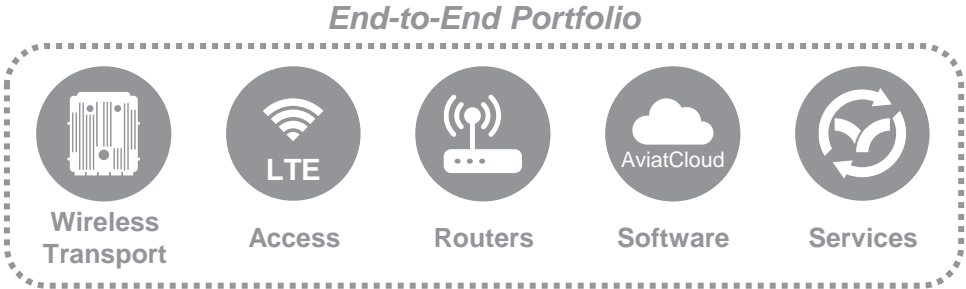 End-to-End Portfolio
LTE
AviatCloud
Wireless
Transport
Access
Routers
Software
Services